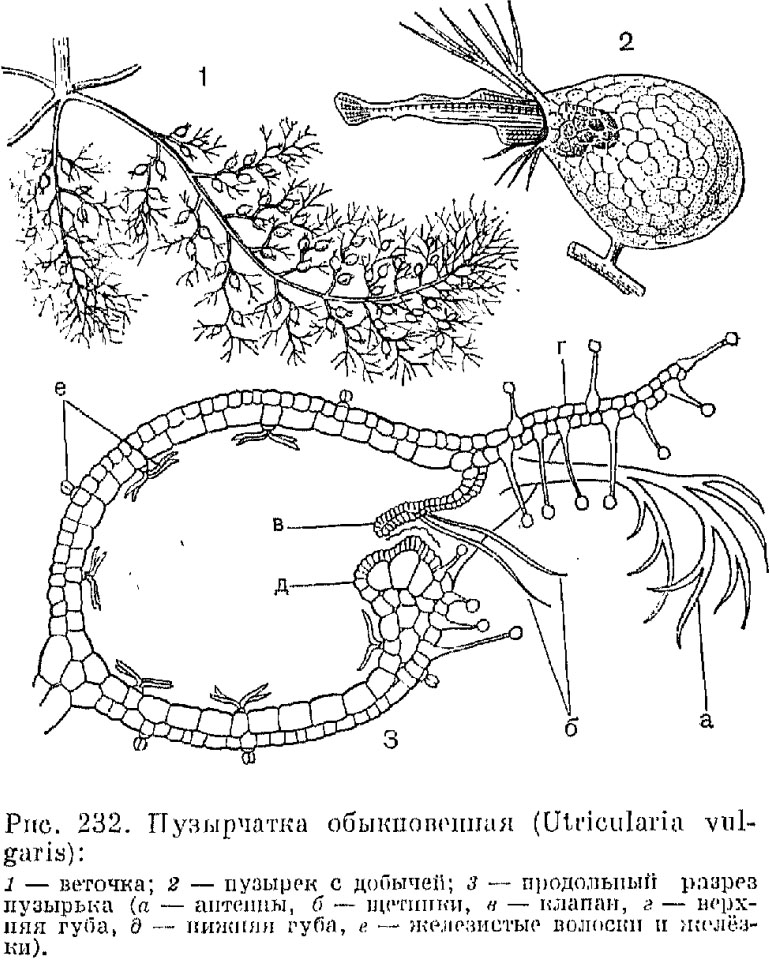 1
2
г
е
в
д
б
а
3
Рис. 232. Пузырчатка обыкновенная (Utricularia vul-
garis):
1 — веточка; 2 — пузырек с добычей; 3 — продольный разрез
пузырька (а — антенны, б — щетинки, в — клапан, г — верх-
няя губа, д — нижняя губа, е — железистые волоски и желёз-
ки).